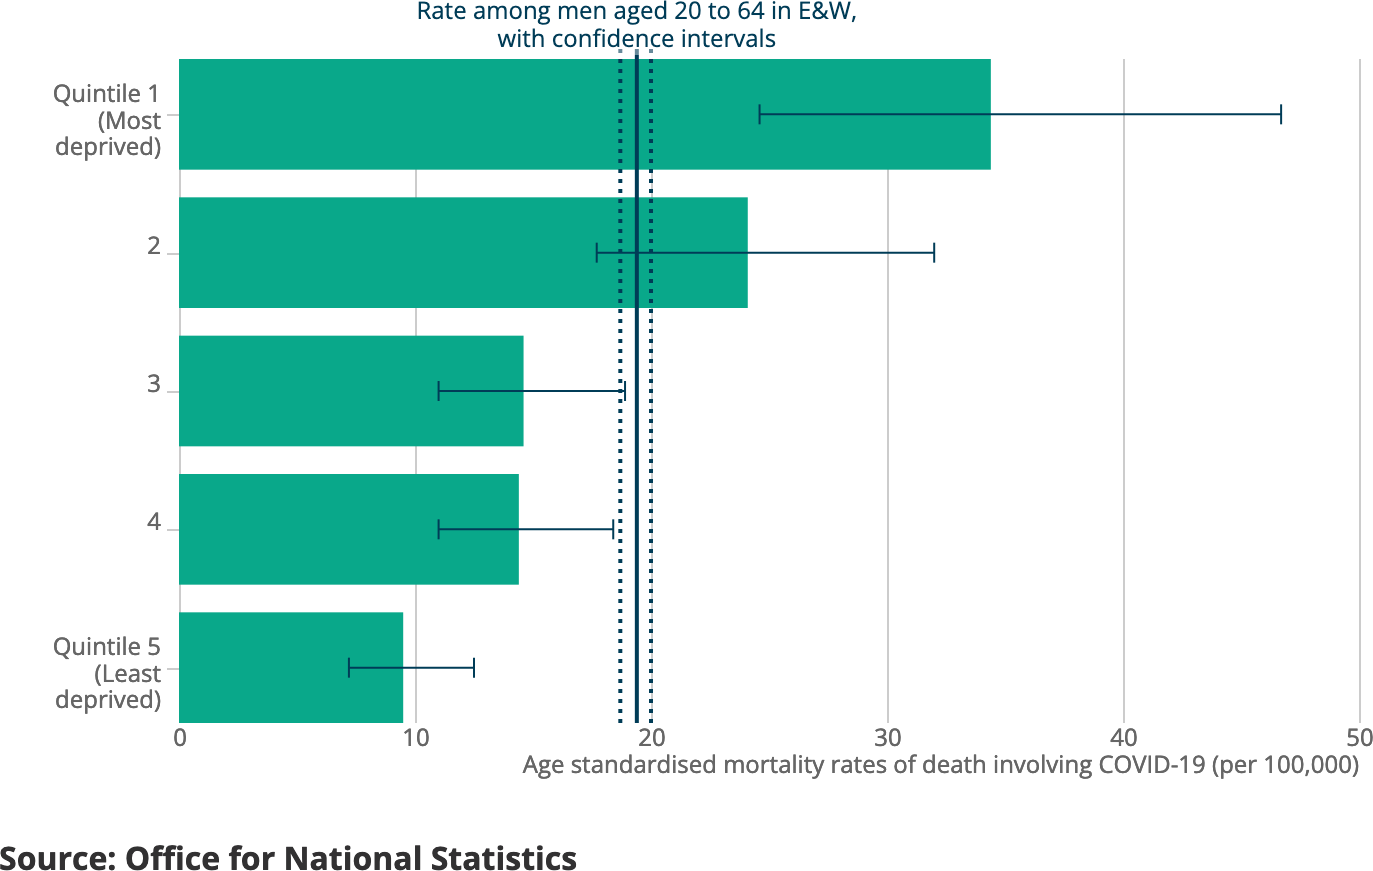 Rate among men aged 20 to 64 in E&W,
with confidence intervals
Quintile 1
(Most
deprived)
2
3
4
Quintile 5
(Least
deprived)
0 10 20 30 40 50
Age standardised mortality rates of death involving COVID-19 (per 100,000)
Source: Office for National Statistics